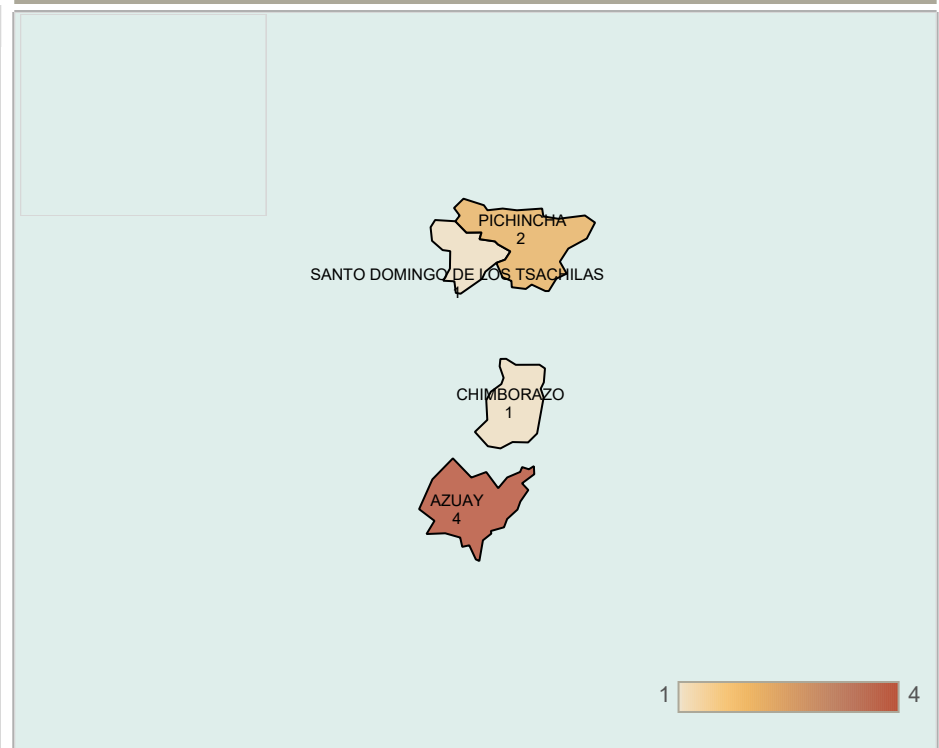 PICHINCHA
2
SANTO DOMINGO DE LOS TSACHILAS
1
CHIMBORAZO
1
AZUAY
4
1
4